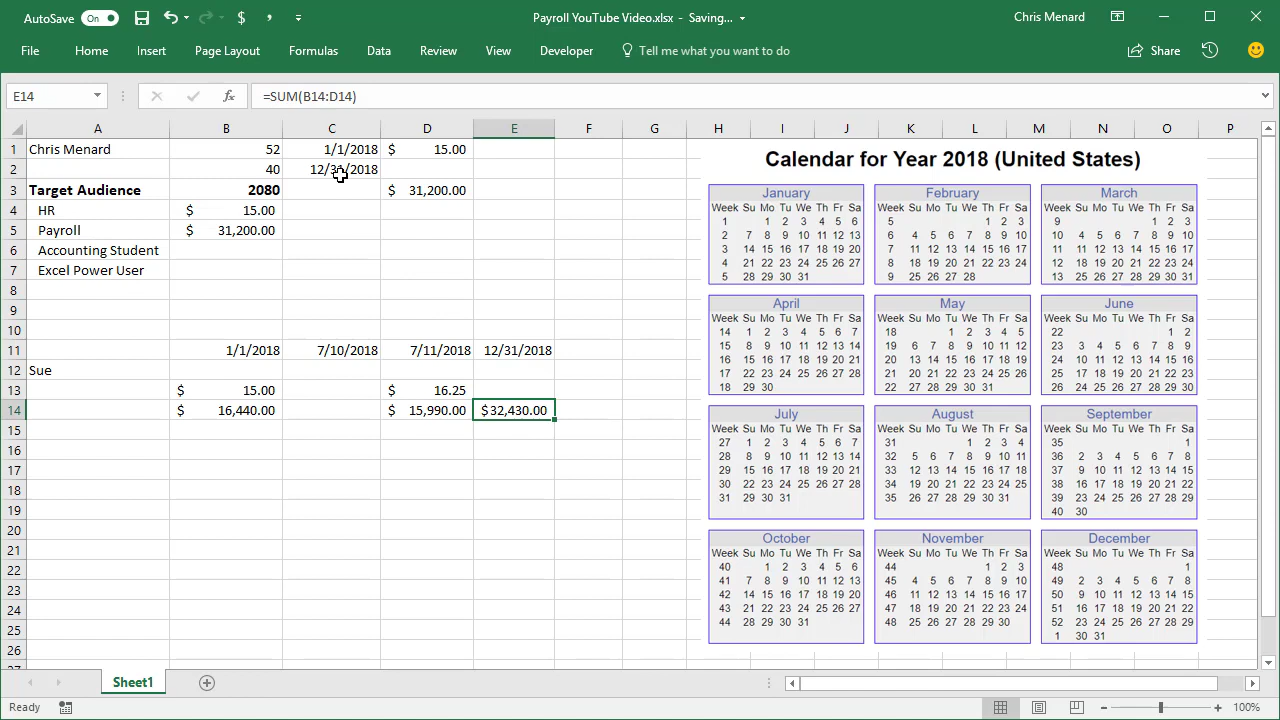 AutoSave On $ , Payroll YouTube Video.xlsx - Saving... Chris Menard
File Home Insert Page Layout Formulas Data Review View Developer Tell me what you want to do Share
E14 fx =SUM(B14:D14)
A B C D E F G H I J K L M N O P
1 Chris Menard 52 1/1/2018 $ 15.00
2 40 12/31/2018
3 Target Audience 2080 $ 31,200.00
4 HR $ 15.00
5 Payroll $ 31,200.00
6 Accounting Student
7 Excel Power User
8
9
10
11 1/1/2018 7/10/2018 7/11/2018 12/31/2018
12 Sue
13 $ 15.00 $ 16.25
14 $ 16,440.00 $ 15,990.00 $32,430.00
15
16
17
18
19
20
21
22
23
24
25
26
27
Calendar for Year 2018 (United States)
January February March
Week Su Mo Tu We Th Fr Sa Week Su Mo Tu We Th Fr Sa Week Su Mo Tu We Th Fr Sa
1 1 2 3 4 5 6 5 1 2 3 9 1 2 3
2 7 8 9 10 11 12 13 6 4 5 6 7 8 9 10 10 4 5 6 7 8 9 10
3 14 15 16 17 18 19 20 7 11 12 13 14 15 16 17 11 11 12 13 14 15 16 17
4 21 22 23 24 25 26 27 8 18 19 20 21 22 23 24 12 18 19 20 21 22 23 24
5 28 29 30 31 9 25 26 27 28 13 25 26 27 28 29 30 31
April May June
Week Su Mo Tu We Th Fr Sa Week Su Mo Tu We Th Fr Sa Week Su Mo Tu We Th Fr Sa
14 1 2 3 4 5 6 7 18 1 2 3 4 5 22 1 2
15 8 9 10 11 12 13 14 19 6 7 8 9 10 11 12 23 3 4 5 6 7 8 9
16 15 16 17 18 19 20 21 20 13 14 15 16 17 18 19 24 10 11 12 13 14 15 16
17 22 23 24 25 26 27 28 21 20 21 22 23 24 25 26 25 17 18 19 20 21 22 23
18 29 30 22 27 28 29 30 31 26 24 25 26 27 28 29 30
July August September
Week Su Mo Tu We Th Fr Sa Week Su Mo Tu We Th Fr Sa Week Su Mo Tu We Th Fr Sa
27 1 2 3 4 5 6 7 31 1 2 3 4 35 1
28 8 9 10 11 12 13 14 32 5 6 7 8 9 10 11 36 2 3 4 5 6 7 8
29 15 16 17 18 19 20 21 33 12 13 14 15 16 17 18 37 9 10 11 12 13 14 15
30 22 23 24 25 26 27 28 34 19 20 21 22 23 24 25 38 16 17 18 19 20 21 22
31 29 30 31 35 26 27 28 29 30 31 39 23 24 25 26 27 28 29
40 30
October November December
Week Su Mo Tu We Th Fr Sa Week Su Mo Tu We Th Fr Sa Week Su Mo Tu We Th Fr Sa
40 1 2 3 4 5 6 44 1 2 3 48 1
41 7 8 9 10 11 12 13 45 4 5 6 7 8 9 10 49 2 3 4 5 6 7 8
42 14 15 16 17 18 19 20 46 11 12 13 14 15 16 17 50 9 10 11 12 13 14 15
43 21 22 23 24 25 26 27 47 18 19 20 21 22 23 24 51 16 17 18 19 20 21 22
44 28 29 30 31 48 25 26 27 28 29 30 52 23 24 25 26 27 28 29
1 30 31
Sheet1
Ready 100%